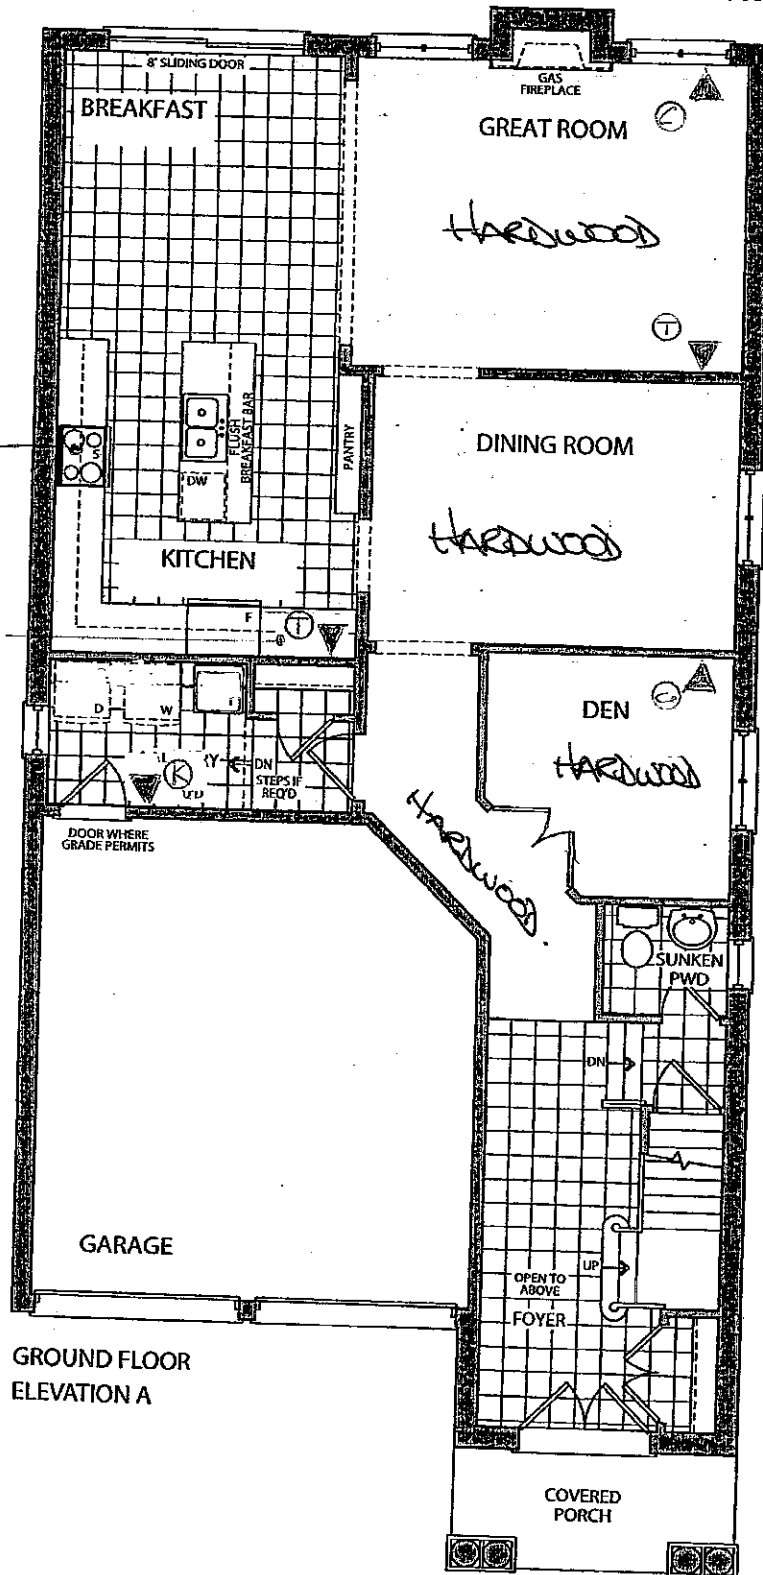 8' SLIDING DOOR
BREAKFAST
GAS
FIREPLACE
GREAT ROOM
HARDWOOD
T
FLUSH
BREAKFAST BAR
PANTRY
DW
DINING ROOM
HARDWOOD
KITCHEN
F
T
D
W
DN
STEPS IF
REQ'D
K
DEN
HARDWOOD
DOOR WHERE
GRADE PERMITS
HARDWOOD.
SUNKEN
PWD
DN
GARAGE
UP
OPEN TO
ABOVE
FOYER
GROUND FLOOR
ELEVATION A
COVERED
PORCH